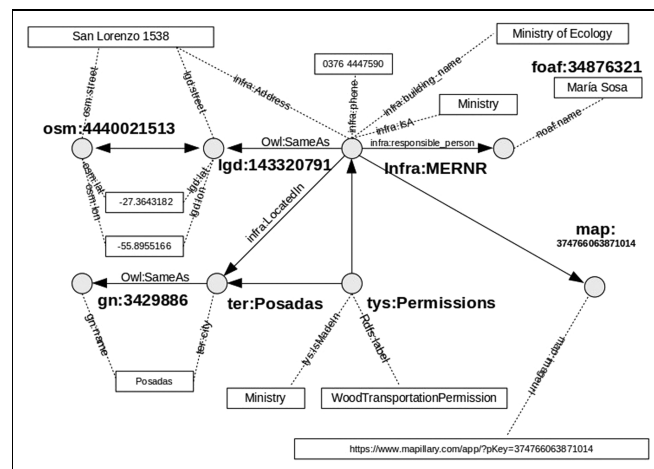 San Lorenzo 1538
Ministry of Ecology
0376 4447590
foaf:34876321
María Sosa
osm:street
lgd:street
infra:Address
infra:phone
infra:building_name
Ministry
infra:IsA
noaf:name
osm:4440021513
Owl:SameAs
infra:responsible_person
lgd:143320791
Infra:MERNR
osm:lat
osm:lon
lgd:lat
lgd:lon
-27.3643182
-55.8955166
infra:LocatedIn
map:
374766063871014
Owl:SameAs
gn:3429886
ter:Posadas
tys:Permissions
gn:name
ter:city
tys:isMadeIn
Rdfs:label
Posadas
Ministry
WoodTransportationPermission
https://www.mapillary.com/app/?pKey=374766063871014